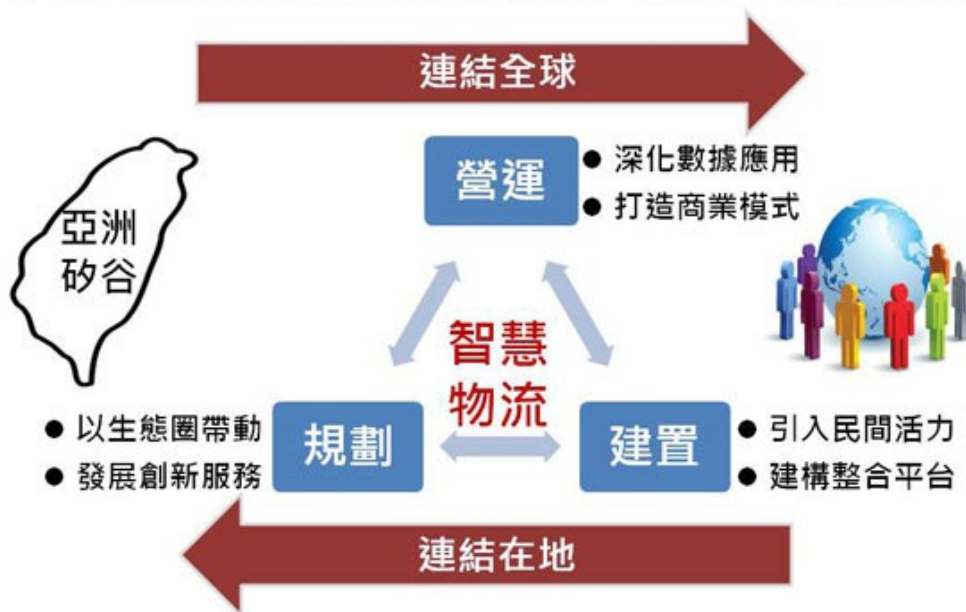 連結全球
營運
● 深化數據應用
● 打造商業模式
亞洲
矽谷
智慧
物流
● 以生態圈帶動
● 發展創新服務
規劃
建置
● 引入民間活力
● 建構整合平台
連結在地